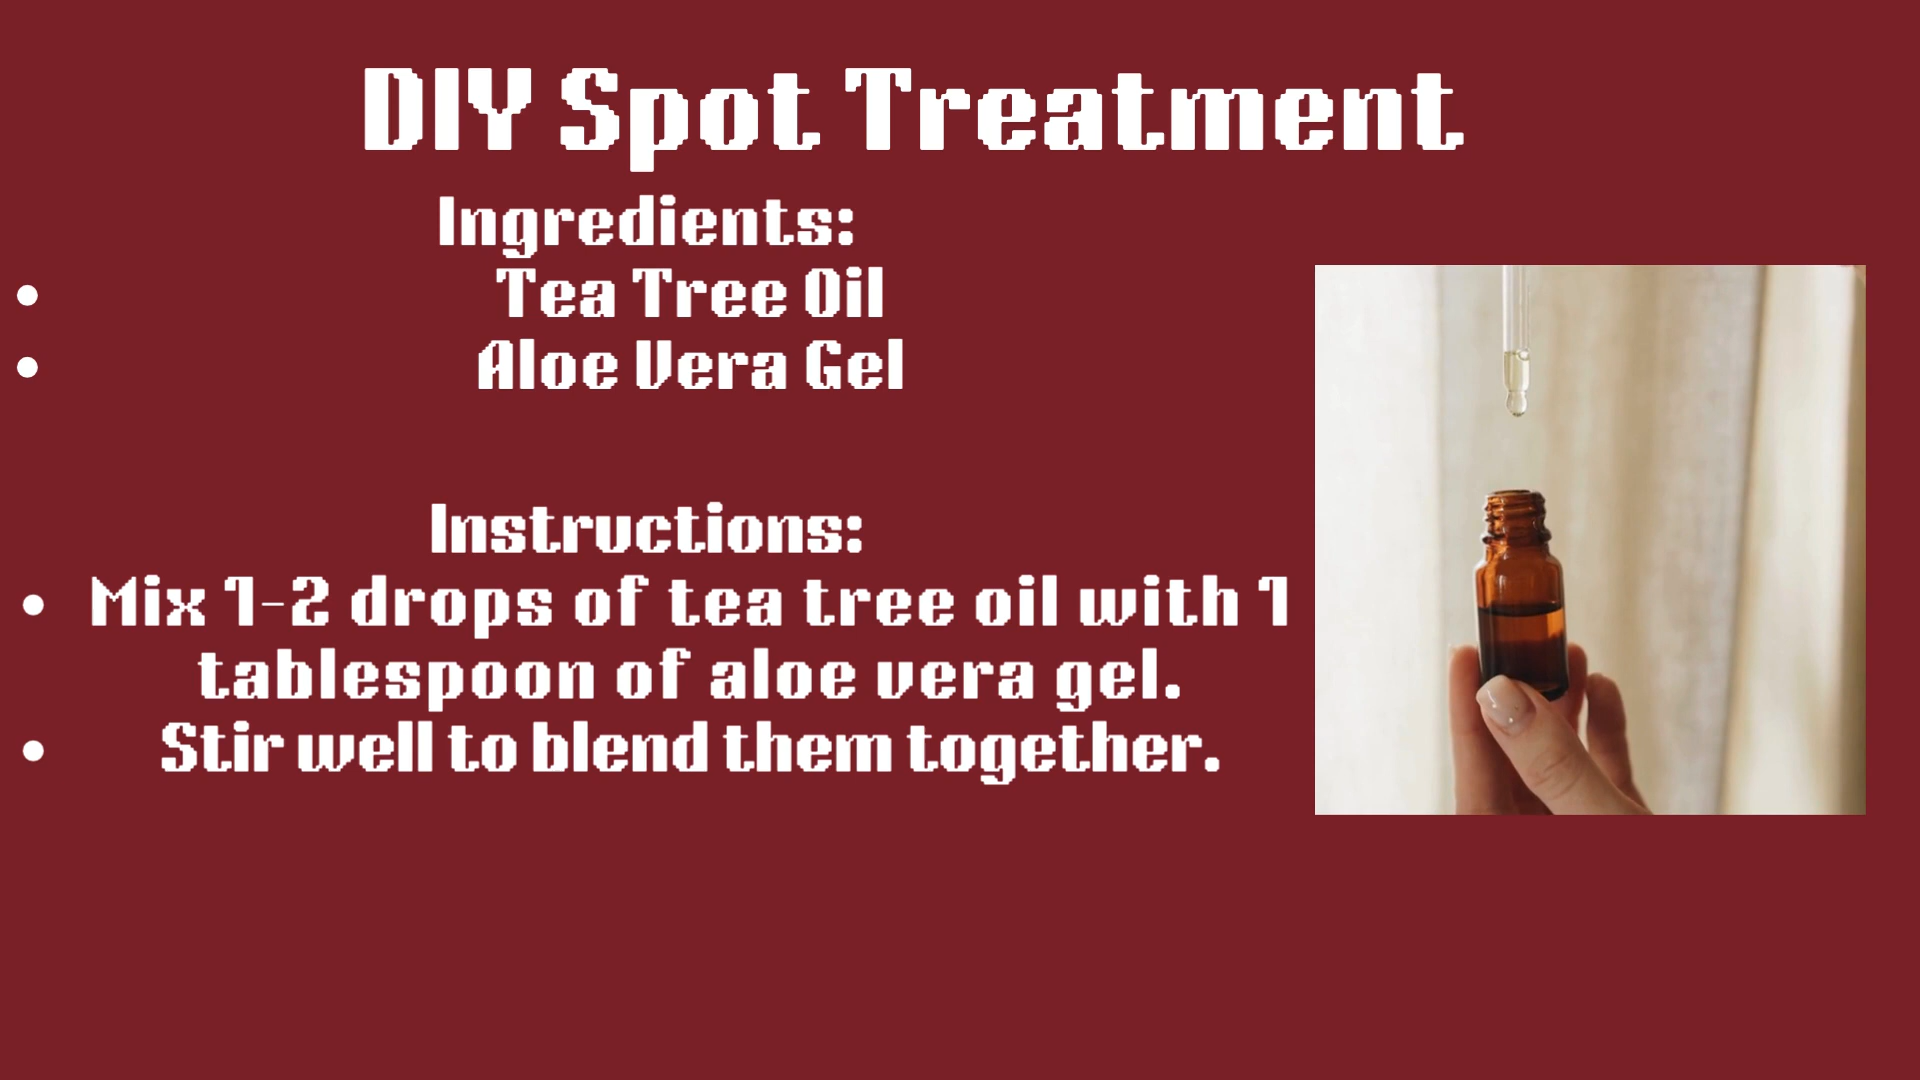 DIY Spot Treatment
Ingredients:
• Tea Tree Oil
• Aloe Vera Gel
Instructions:
• Mix 1-2 drops of tea tree oil with 1
tablespoon of aloe vera gel.
• Stir well to blend them together.